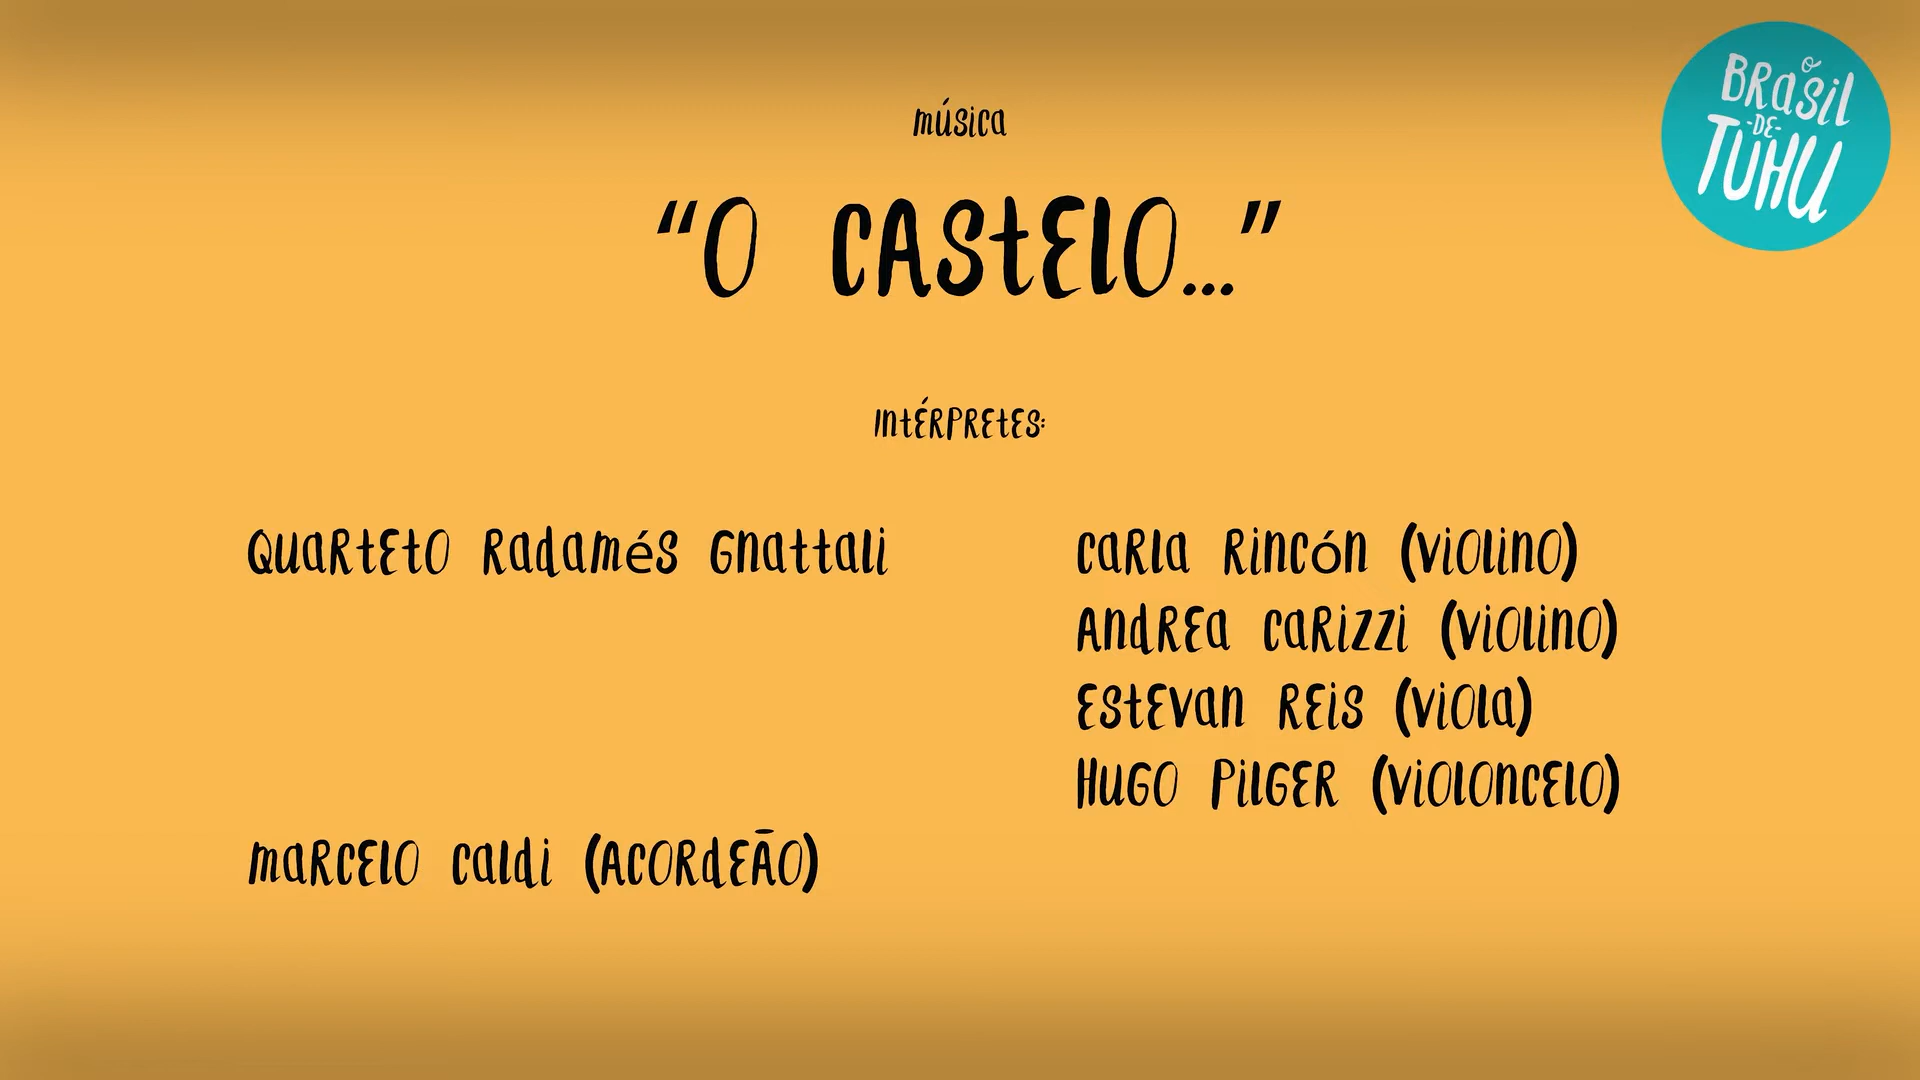 música
“O CASTELO...”
INTÉRPRETES:
QUARTETO RADAMÉS GNATTALI
CARLA RINCÓN (VIOLINO)
ANDREA CARIZZI (VIOLINO)
ESTEVAN REIS (VIOLA)
HUGO PILGER (VIOLONCELO)
MARCELO CALDI (ACORDEÃO)
O
BRASIL
-DE-
TUHU